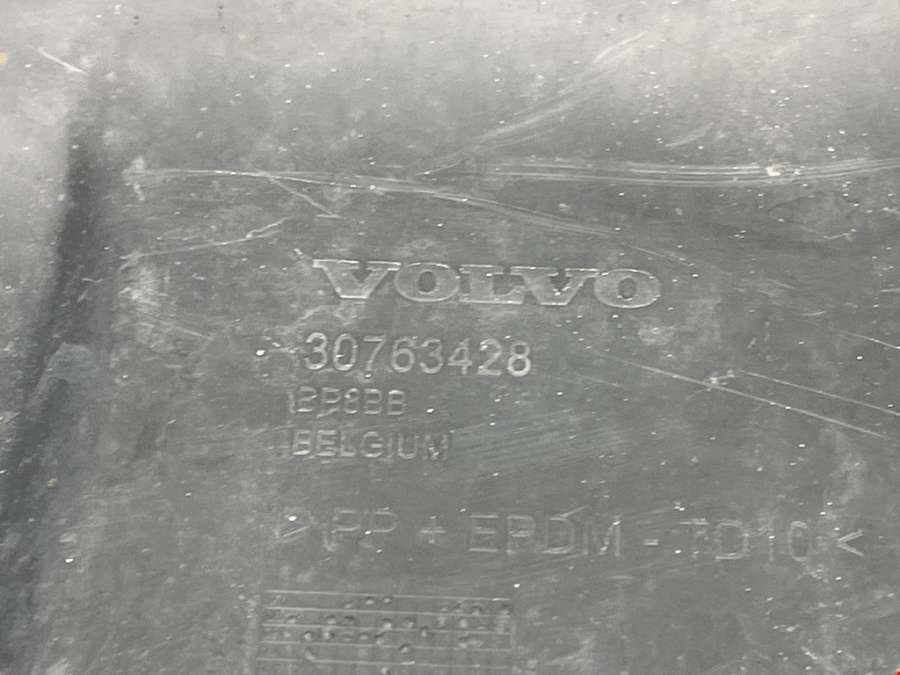 VOLVO
30763428
BP8BB
BELGIUM
>PP + EPDM - TD10<